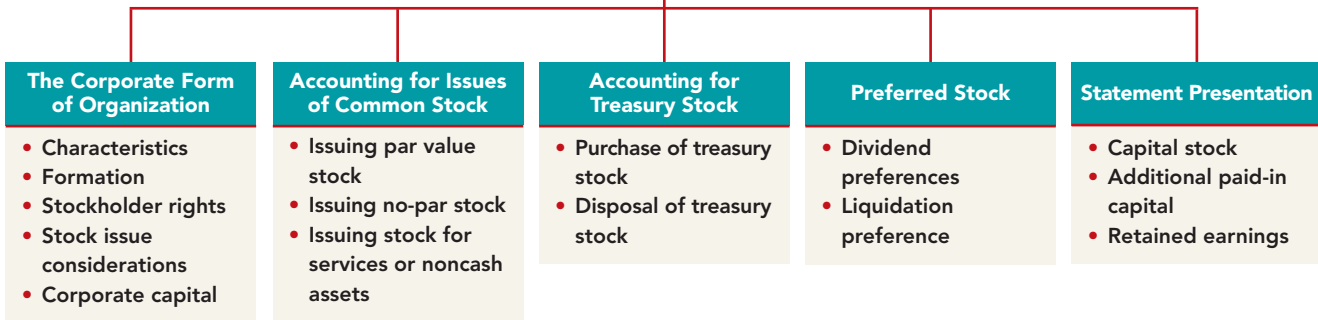 The Corporate Form
of Organization
• Characteristics
• Formation
• Stockholder rights
• Stock issue
considerations
• Corporate capital
Accounting for Issues
of Common Stock
• Issuing par value
stock
• Issuing no-par stock
• Issuing stock for
services or noncash
assets
Accounting for
Treasury Stock
• Purchase of treasury
stock
• Disposal of treasury
stock
Preferred Stock
• Dividend
preferences
• Liquidation
preference
Statement Presentation
• Capital stock
• Additional paid-in
capital
• Retained earnings